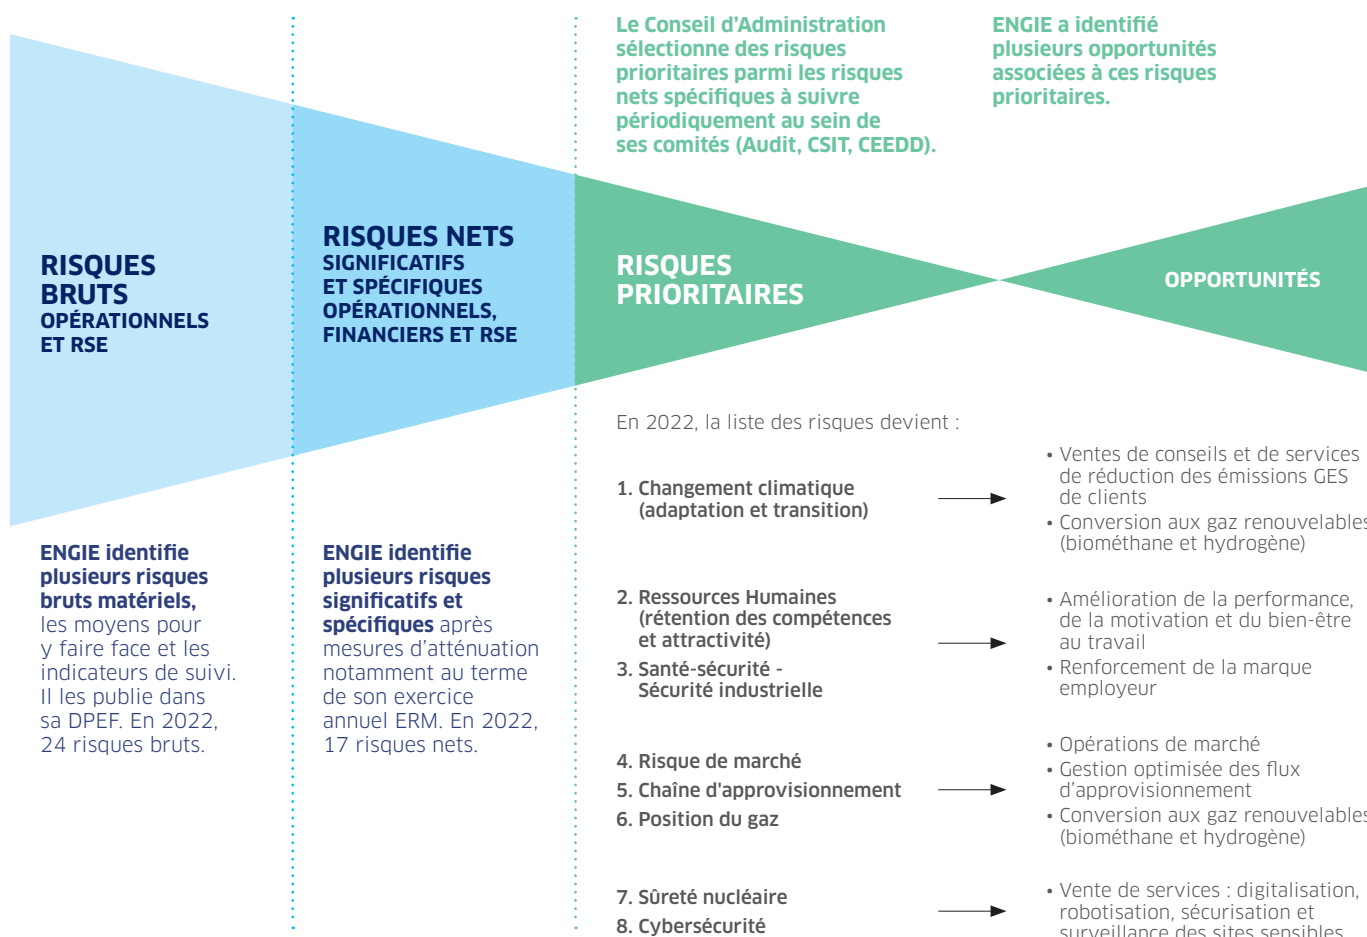 Le Conseil d'Administration
sélectionne des risques
prioritaires parmi les risques
nets spécifiques à suivre
périodiquement au sein de
ses comités (Audit, CSIT, CEEDD).
ENGIE a identifié
plusieurs opportunités
associées à ces risques
prioritaires.
RISQUES
BRUTS
OPÉRATIONNELS
ET RSE
RISQUES NETS
SIGNIFICATIFS
ET SPÉCIFIQUES
OPÉRATIONNELS,
FINANCIERS ET RSE
RISQUES
PRIORITAIRES
OPPORTUNITÉS
ENGIE identifie
plusieurs risques
bruts matériels,
les moyens pour
y faire face et les
indicateurs de suivi.
Il les publie dans
sa DPEF. En 2022,
24 risques bruts.
ENGIE identifie
plusieurs risques
significatifs et
spécifiques après
mesures d'atténuation
notamment au terme
de son exercice
annuel ERM. En 2022,
17 risques nets.
En 2022, la liste des risques devient :
1. Changement climatique
(adaptation et transition)
• Ventes de conseils et de services
de réduction des émissions GES
de clients
• Conversion aux gaz renouvelables
(biométhane et hydrogène)
2. Ressources Humaines
(rétention des compétences
et attractivité)
3. Santé-sécurité -
Sécurité industrielle
• Amélioration de la performance,
de la motivation et du bien-être
au travail
• Renforcement de la marque
employeur
4. Risque de marché
5. Chaîne d'approvisionnement
6. Position du gaz
• Opérations de marché
• Gestion optimisée des flux
d'approvisionnement
• Conversion aux gaz renouvelables
(biométhane et hydrogène)
7. Sûreté nucléaire
8. Cybersécurité
• Vente de services : digitalisation,
robotisation, sécurisation et
surveillance des sites sensibles